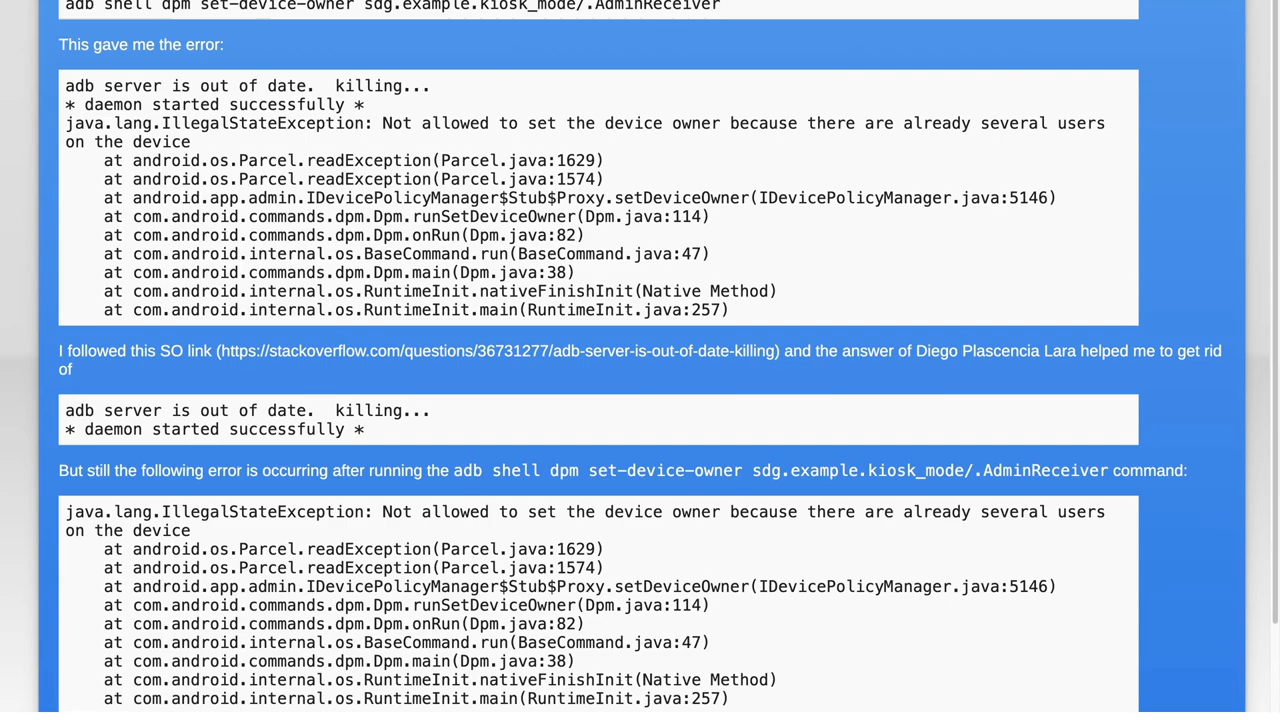 adb shell dpm set-device-owner sdg.example.kiosk_mode/.AdminReceiver
This gave me the error:
adb server is out of date.  killing...
* daemon started successfully *
java.lang.IllegalStateException: Not allowed to set the device owner because there are already several users
on the device
    at android.os.Parcel.readException(Parcel.java:1629)
    at android.os.Parcel.readException(Parcel.java:1574)
    at android.app.admin.IDevicePolicyManager$Stub$Proxy.setDeviceOwner(IDevicePolicyManager.java:5146)
    at com.android.commands.dpm.Dpm.runSetDeviceOwner(Dpm.java:114)
    at com.android.commands.dpm.Dpm.onRun(Dpm.java:82)
    at com.android.internal.os.BaseCommand.run(BaseCommand.java:47)
    at com.android.commands.dpm.Dpm.main(Dpm.java:38)
    at com.android.internal.os.RuntimeInit.nativeFinishInit(Native Method)
    at com.android.internal.os.RuntimeInit.main(RuntimeInit.java:257)
I followed this SO link (https://stackoverflow.com/questions/36731277/adb-server-is-out-of-date-killing) and the answer of Diego Plascencia Lara helped me to get rid
of
adb server is out of date.  killing...
* daemon started successfully *
But still the following error is occurring after running the adb shell dpm set-device-owner sdg.example.kiosk_mode/.AdminReceiver command:
java.lang.IllegalStateException: Not allowed to set the device owner because there are already several users
on the device
    at android.os.Parcel.readException(Parcel.java:1629)
    at android.os.Parcel.readException(Parcel.java:1574)
    at android.app.admin.IDevicePolicyManager$Stub$Proxy.setDeviceOwner(IDevicePolicyManager.java:5146)
    at com.android.commands.dpm.Dpm.runSetDeviceOwner(Dpm.java:114)
    at com.android.commands.dpm.Dpm.onRun(Dpm.java:82)
    at com.android.internal.os.BaseCommand.run(BaseCommand.java:47)
    at com.android.commands.dpm.Dpm.main(Dpm.java:38)
    at com.android.internal.os.RuntimeInit.nativeFinishInit(Native Method)
    at com.android.internal.os.RuntimeInit.main(RuntimeInit.java:257)